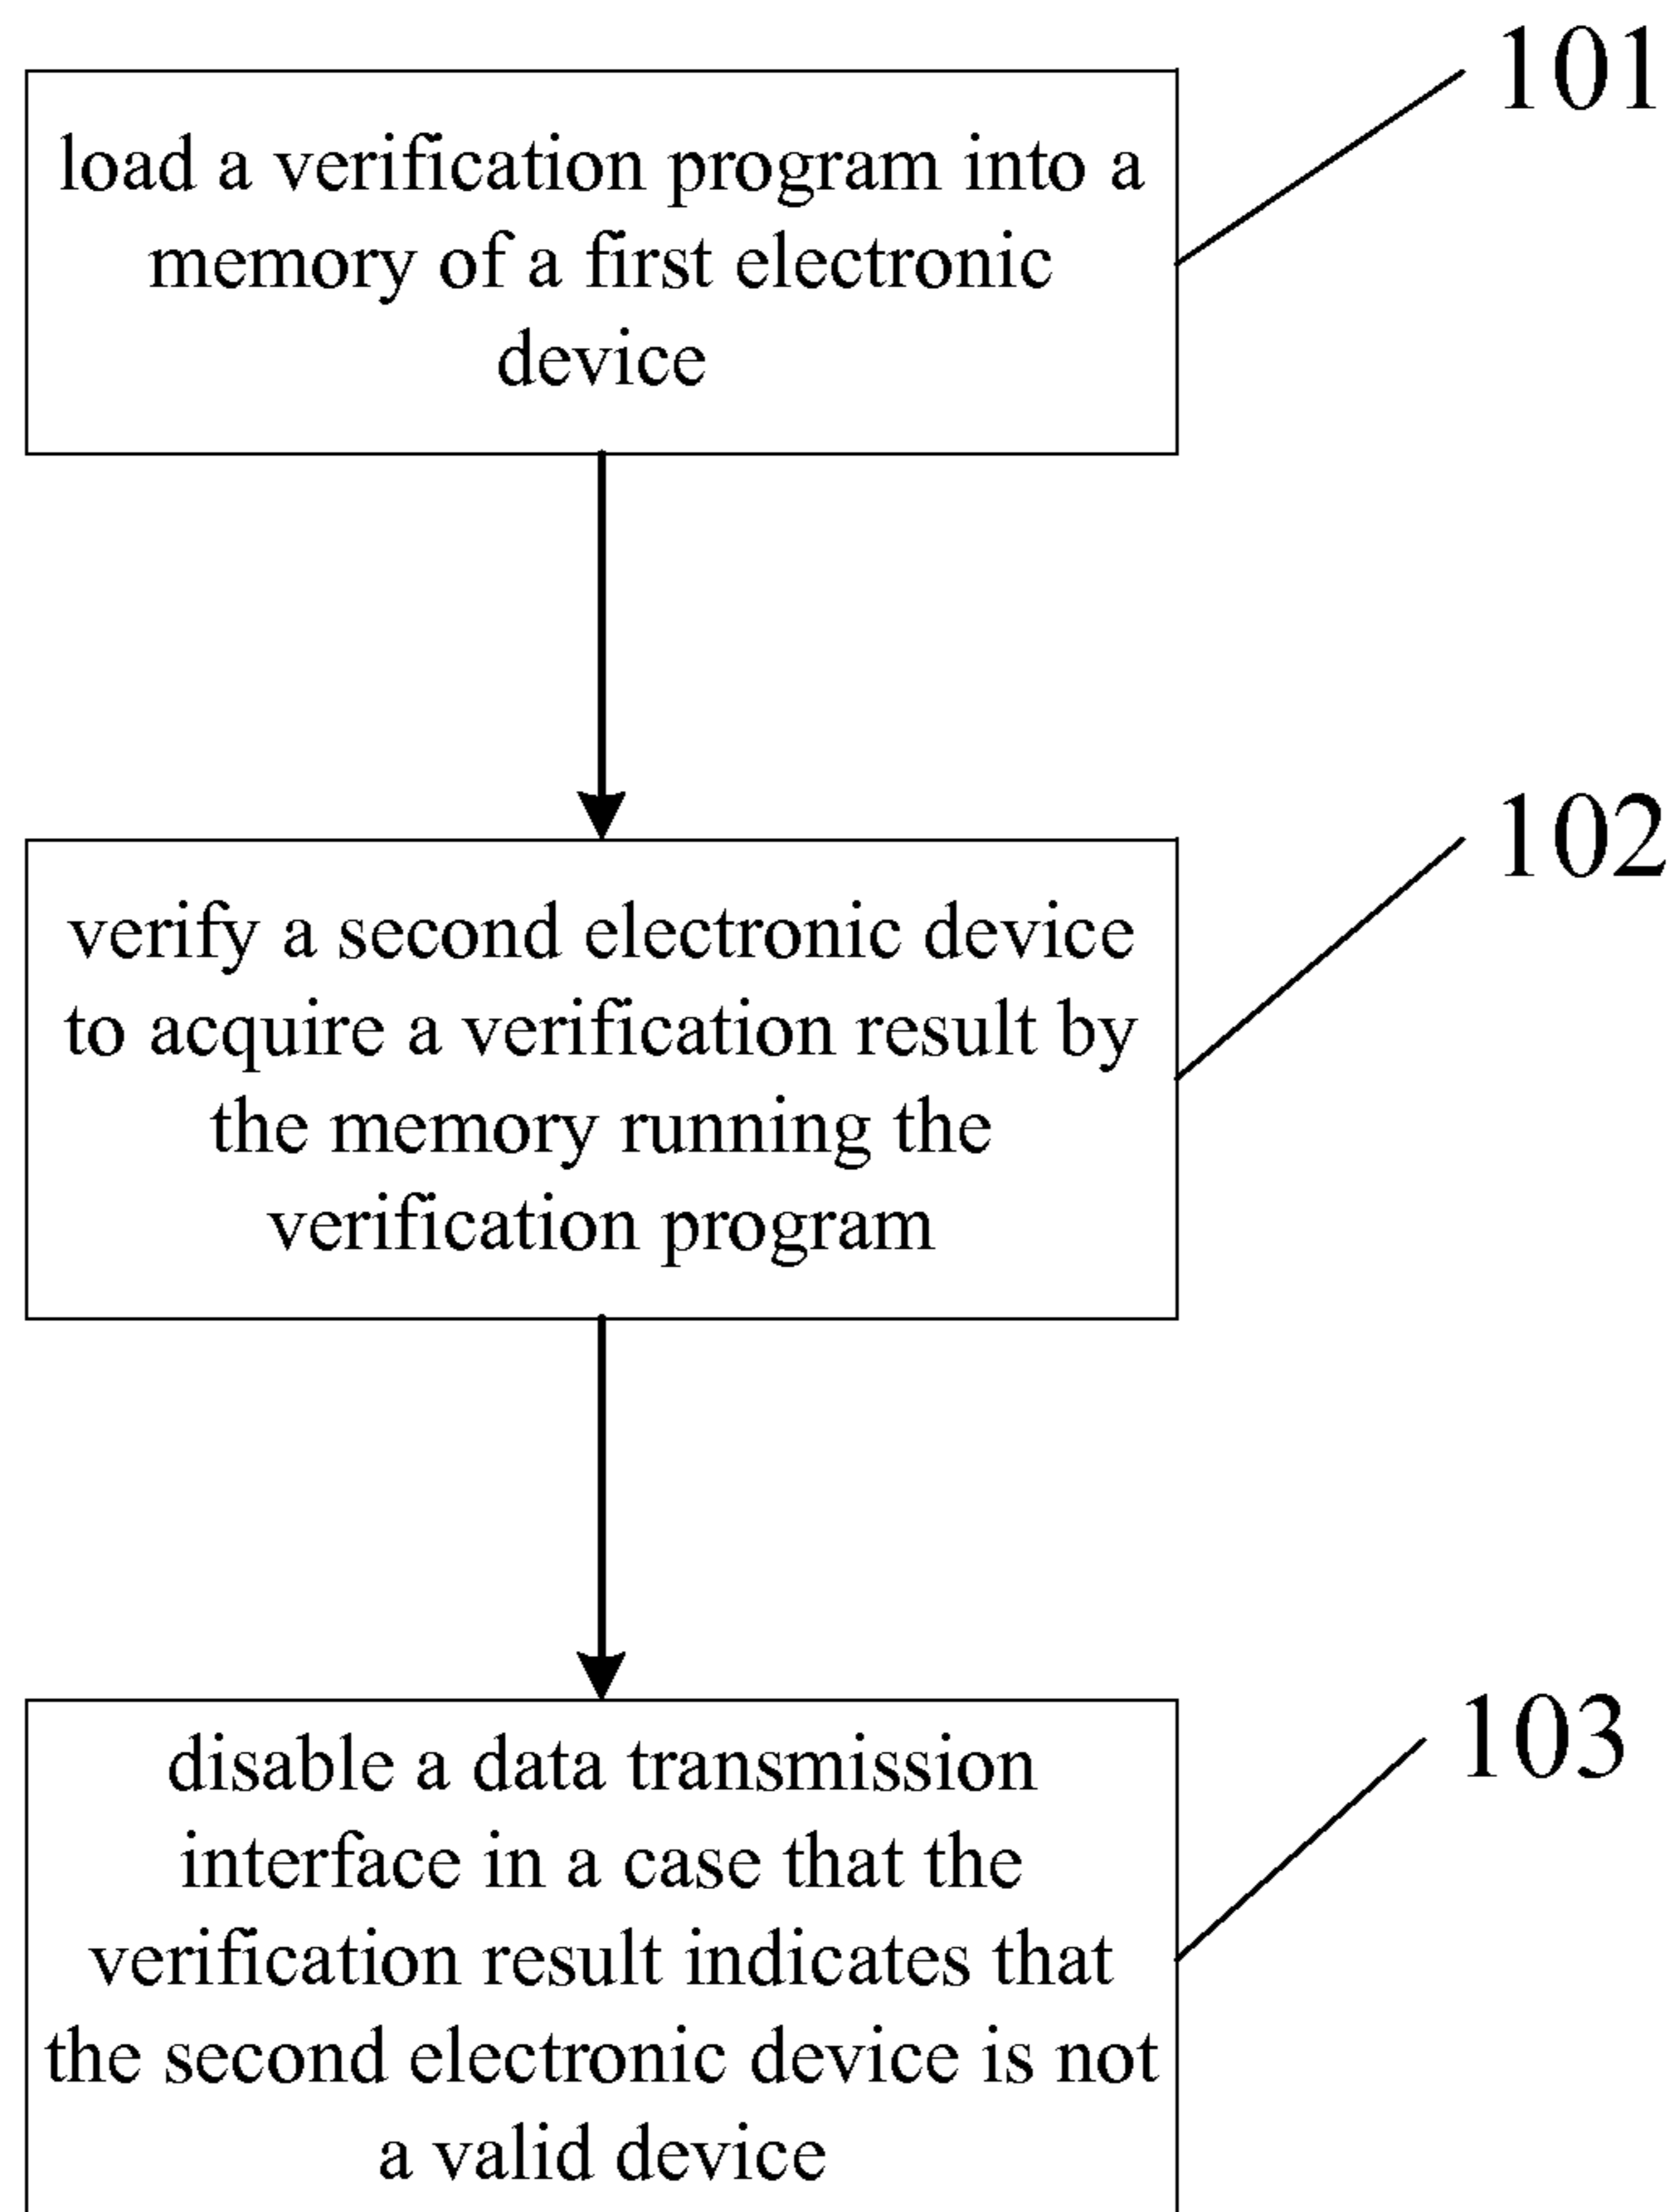 101
load a verification program into a
memory of a first electronic
device
102
verify a second electronic device
to acquire a verification result by
the memory running the
verification program
103
disable a data transmission
interface in a case that the
verification result indicates that
the second electronic device is not
a valid device